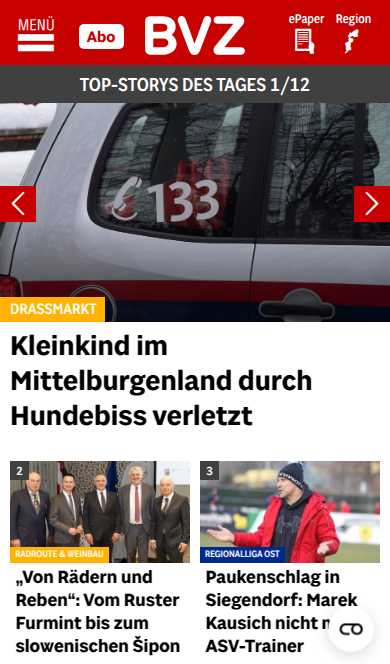 MENÜ
Abo
BVZ
ePaper
Region
TOP-STORYS DES TAGES 1/12
133
DRASSMARKT
Kleinkind im
Mittelburgenland durch
Hundebiss verletzt
2
RADROUTE & WEINBAU
„Von Rädern und
Reben“: Vom Ruster
Furmint bis zum
slowenischen Šipon
3
REGIONALLIGA OST
Paukenschlag in
Siegendorf: Marek
Kausich nicht
ASV-Trainer